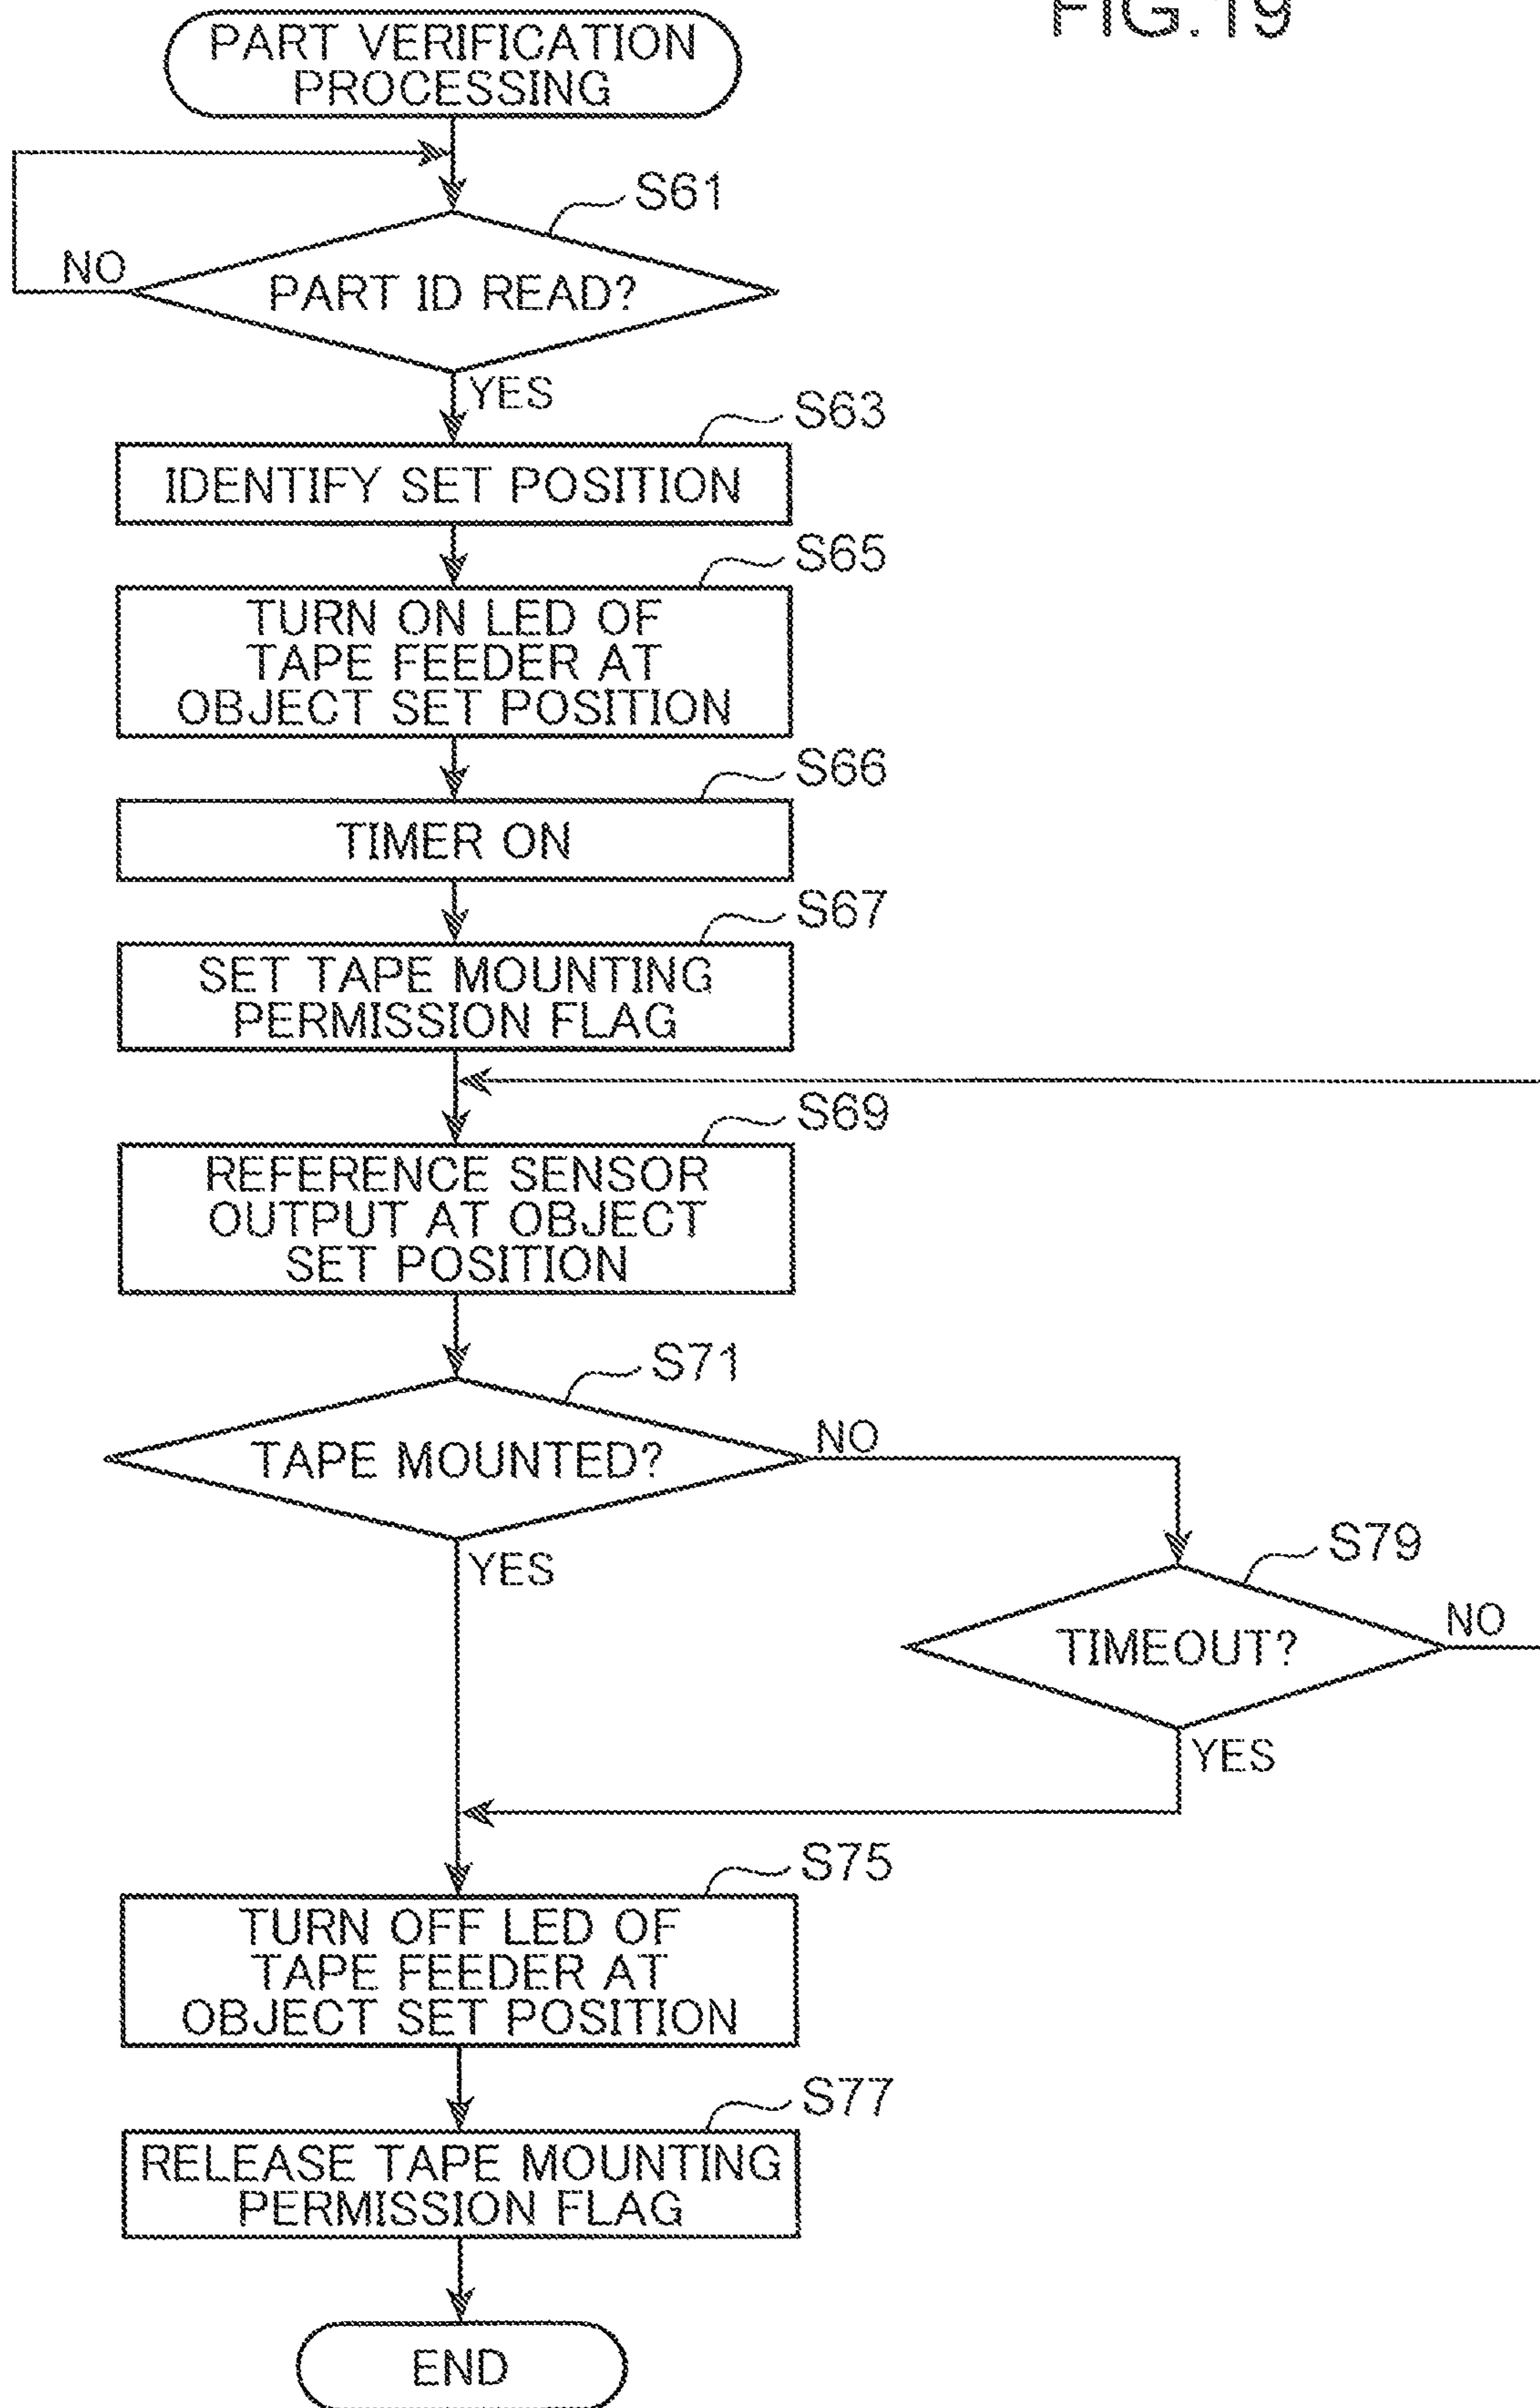 FIG.19
PART VERIFICATION
PROCESSING
S61
NO
PART ID READ?
YES
S63
IDENTIFY SET POSITION
S65
TURN ON LED OF
TAPE FEEDER AT
OBJECT SET POSITION
S66
TIMER ON
S67
SET TAPE MOUNTING
PERMISSION FLAG
S69
REFERENCE SENSOR
OUTPUT AT OBJECT
SET POSITION
S71
TAPE MOUNTED?
NO
YES
S79
TIMEOUT?
NO
YES
S75
TURN OFF LED OF
TAPE FEEDER AT
OBJECT SET POSITION
S77
RELEASE TAPE MOUNTING
PERMISSION FLAG
END